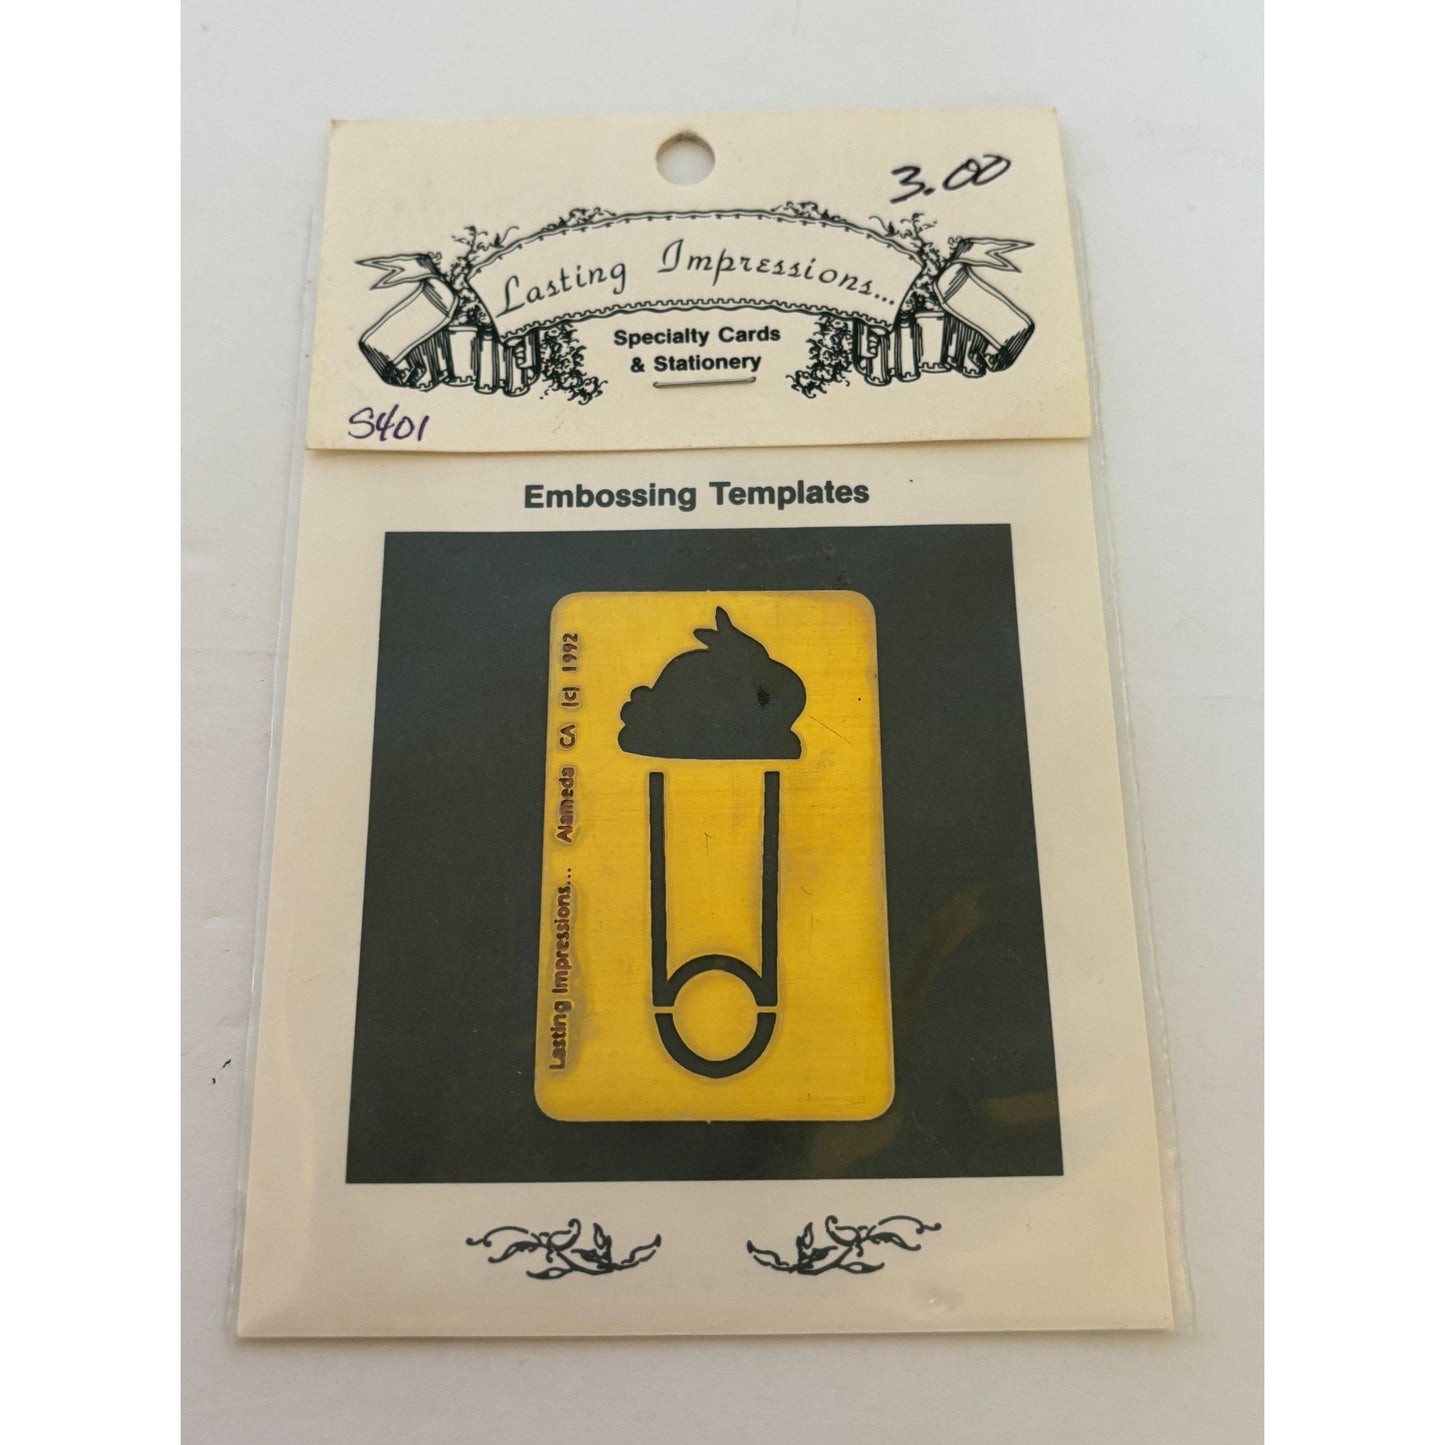 3.00
Lasting Impressions...
Specialty Cards
& Stationery
S401
Embossing Templates
Lasting Impressions... Alameda CA (c) 1992